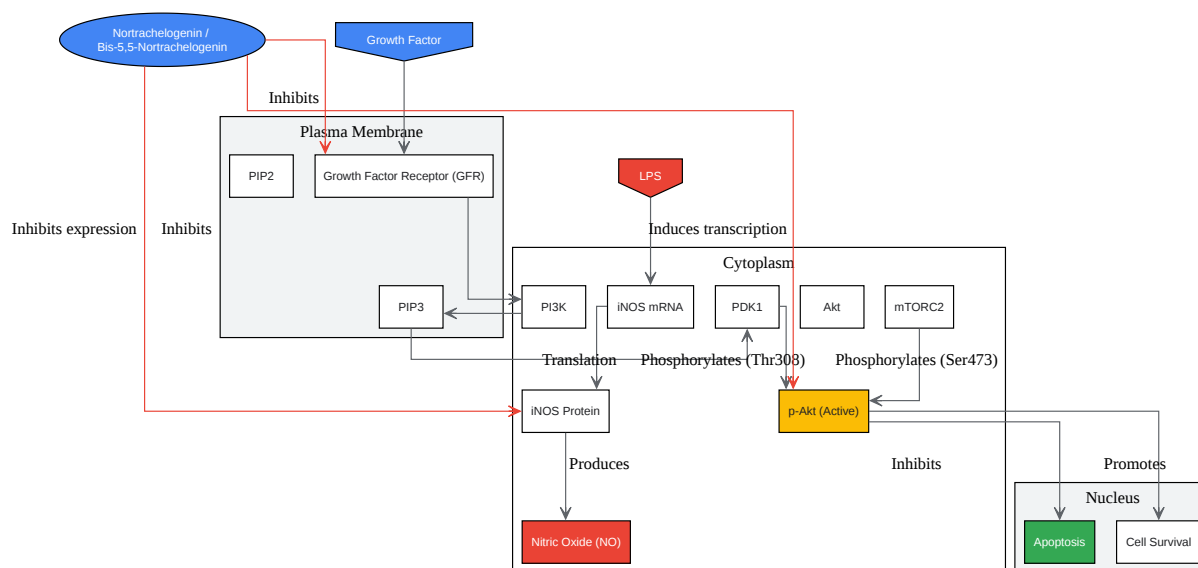 Nortrachelogenin /
Bis-5,5-Nortrachelogenin
Growth Factor
Inhibits
Plasma Membrane
PIP2
Growth Factor Receptor (GFR)
LPS
Inhibits expression
Inhibits
Induces transcription
Cytoplasm
PIP3
PI3K
iNOS mRNA
PDK1
Akt
mTORC2
Translation
Phosphorylates (Thr308)
Phosphorylates (Ser473)
iNOS Protein
p-Akt (Active)
Produces
Inhibits
Promotes
Nucleus
Nitric Oxide (NO)
Apoptosis
Cell Survival